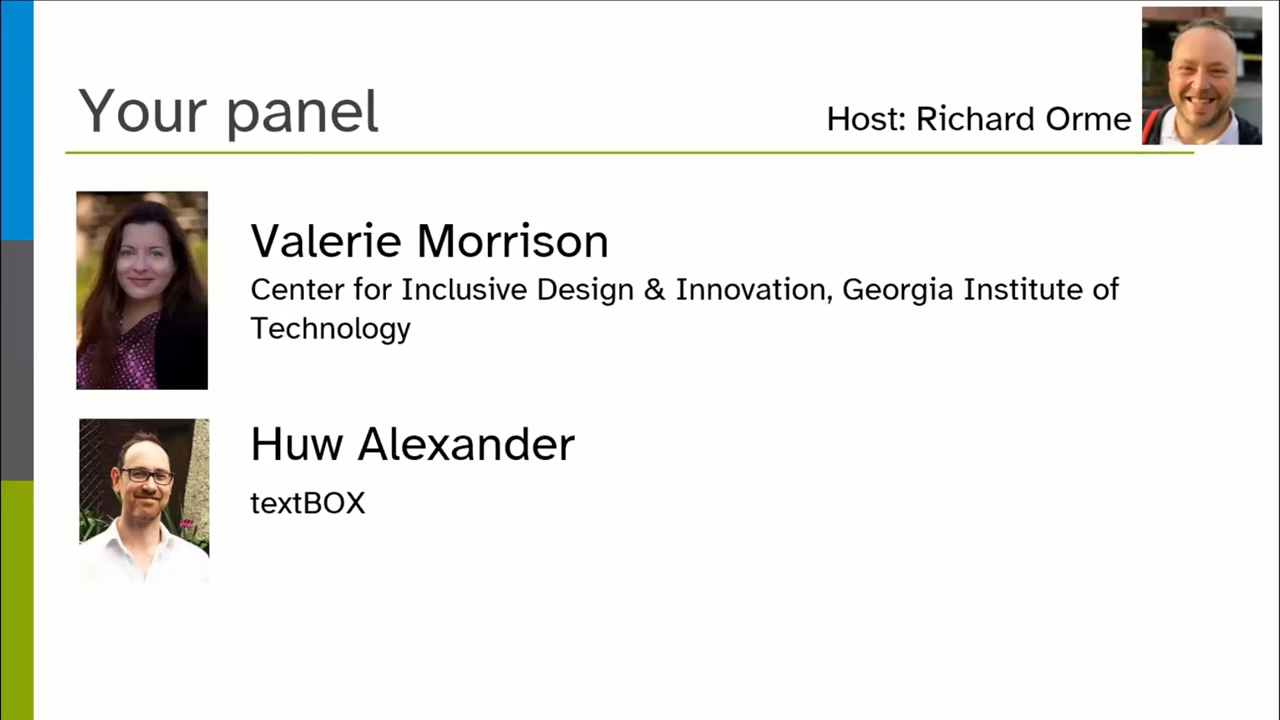 Your panel
Host: Richard Orme
Valerie Morrison
Center for Inclusive Design & Innovation, Georgia Institute of
Technology
Huw Alexander
textBOX